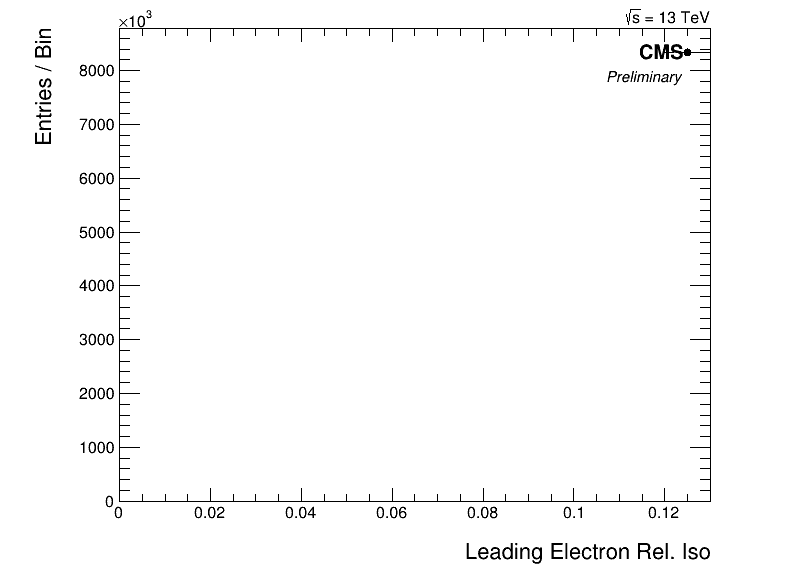 ×10³
√s = 13 TeV
CMS
Preliminary
Entries / Bin
8000
7000
6000
5000
4000
3000
2000
1000
0
0 0.02 0.04 0.06 0.08 0.1 0.12
Leading Electron Rel. Iso